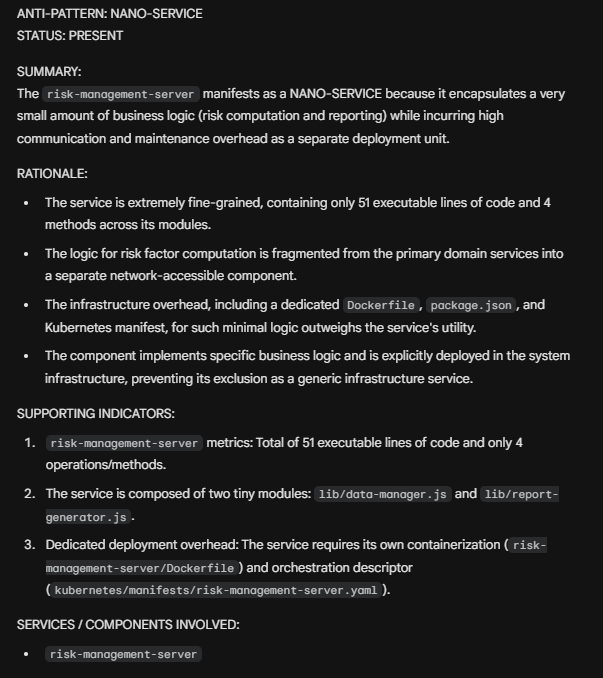 ANTI-PATTERN: NANO-SERVICE
STATUS: PRESENT
SUMMARY:
The risk-management-server manifests as a NANO-SERVICE because it encapsulates a very
small amount of business logic (risk computation and reporting) while incurring high
communication and maintenance overhead as a separate deployment unit.
RATIONALE:
• The service is extremely fine-grained, containing only 51 executable lines of code and 4
methods across its modules.
• The logic for risk factor computation is fragmented from the primary domain services into
a separate network-accessible component.
• The infrastructure overhead, including a dedicated Dockerfile, package.json, and
Kubernetes manifest, for such minimal logic outweighs the service's utility.
• The component implements specific business logic and is explicitly deployed in the system
infrastructure, preventing its exclusion as a generic infrastructure service.
SUPPORTING INDICATORS:
1. risk-management-server metrics: Total of 51 executable lines of code and only 4
operations/methods.
2. The service is composed of two tiny modules: lib/data-manager.js and lib/report-
generator.js.
3. Dedicated deployment overhead: The service requires its own containerization (risk-
management-server/Dockerfile) and orchestration descriptor
(kubernetes/manifests/risk-management-server.yaml).
SERVICES / COMPONENTS INVOLVED:
• risk-management-server